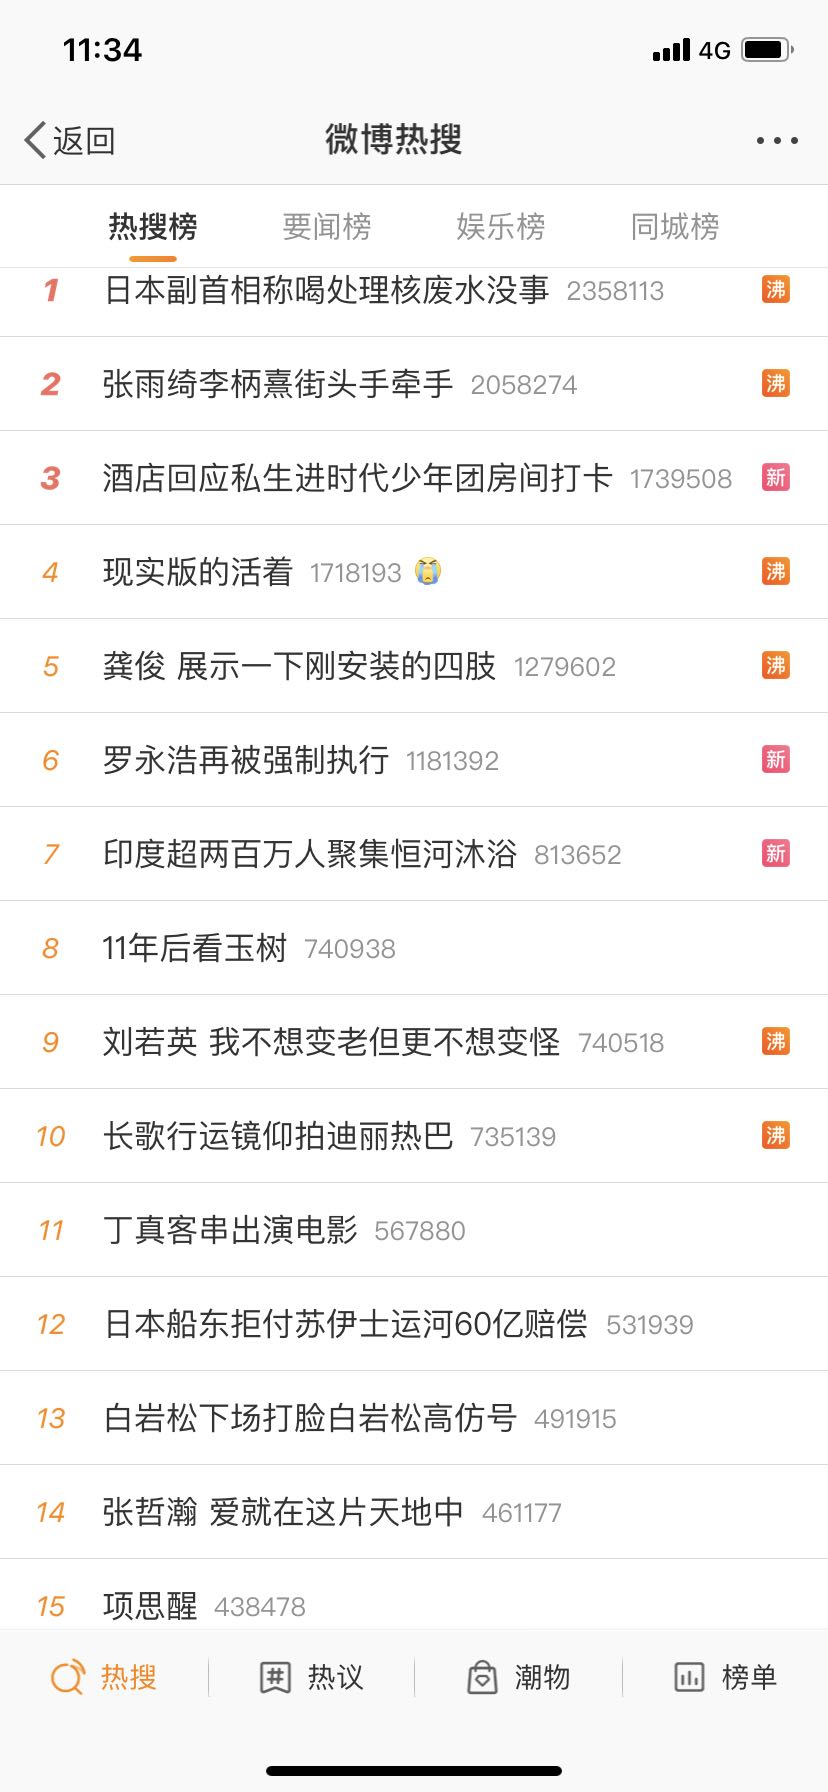 11:34 4G
返回 微博热搜
热搜榜 要闻榜 娱乐榜 同城榜
1 日本副首相称喝处理核废水没事 2358113 沸
2 张雨绮李柄熹街头手牵手 2058274 沸
3 酒店回应私生进时代少年团房间打卡 1739508 新
4 现实版的活着 1718193 😭 沸
5 龚俊 展示一下刚安装的四肢 1279602 沸
6 罗永浩再被强制执行 1181392 新
7 印度超两百万人聚集恒河沐浴 813652 新
8 11年后看玉树 740938
9 刘若英 我不想变老但更不想变怪 740518 沸
10 长歌行运镜仰拍迪丽热巴 735139 沸
11 丁真客串出演电影 567880
12 日本船东拒付苏伊士运河60亿赔偿 531939
13 白岩松下场打脸白岩松高仿号 491915
14 张哲瀚 爱就在这片天地中 461177
15 项思醒 438478
热搜 热议 潮物 榜单